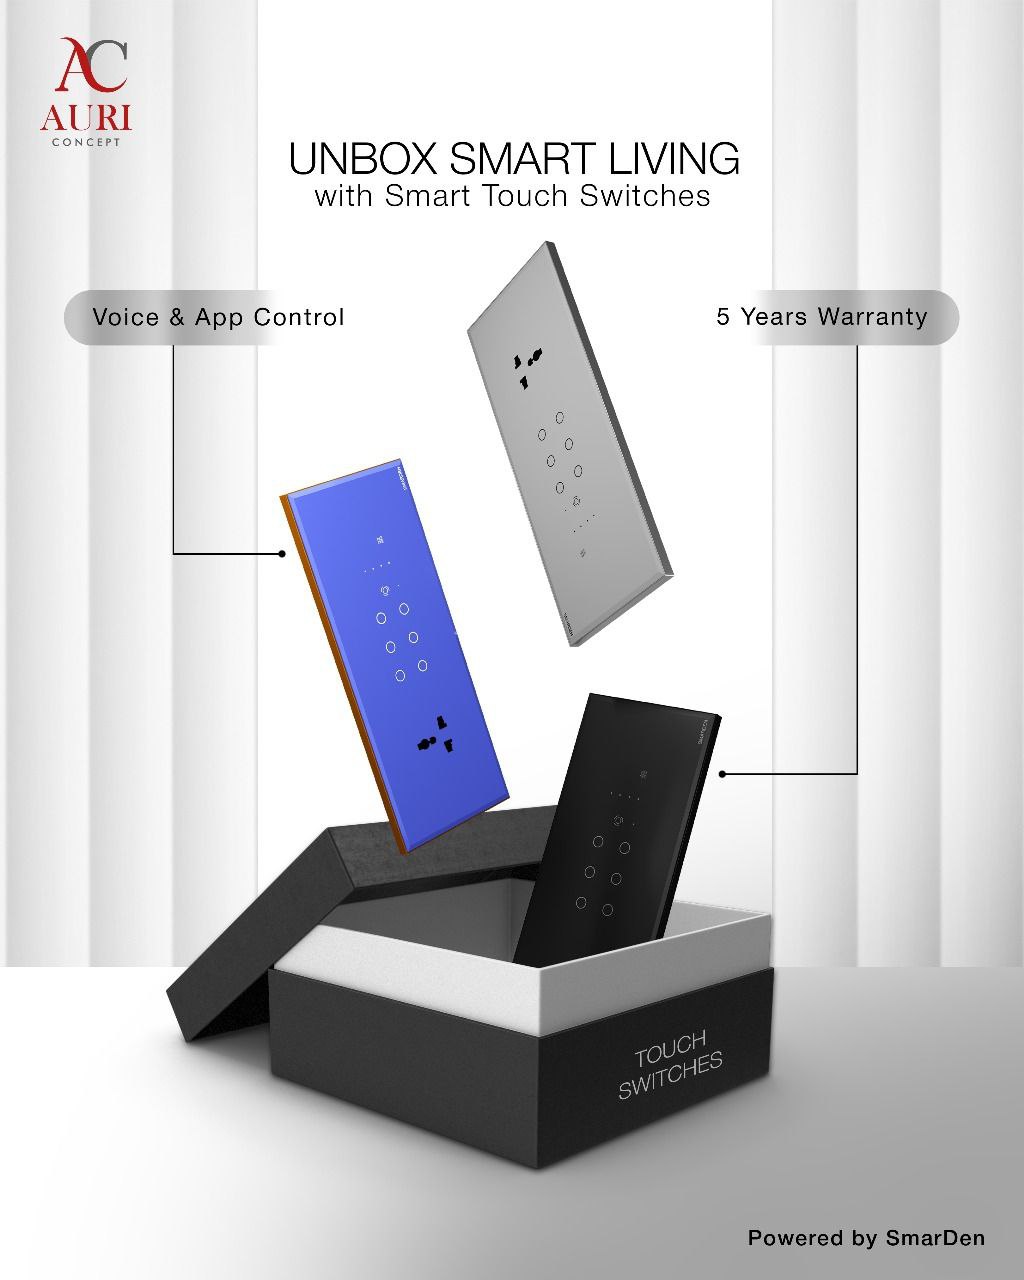 AC
AURI
CONCEPT
UNBOX SMART LIVING
with Smart Touch Switches
Voice & App Control
5 Years Warranty
TOUCH
SWITCHES
Powered by SmarDen